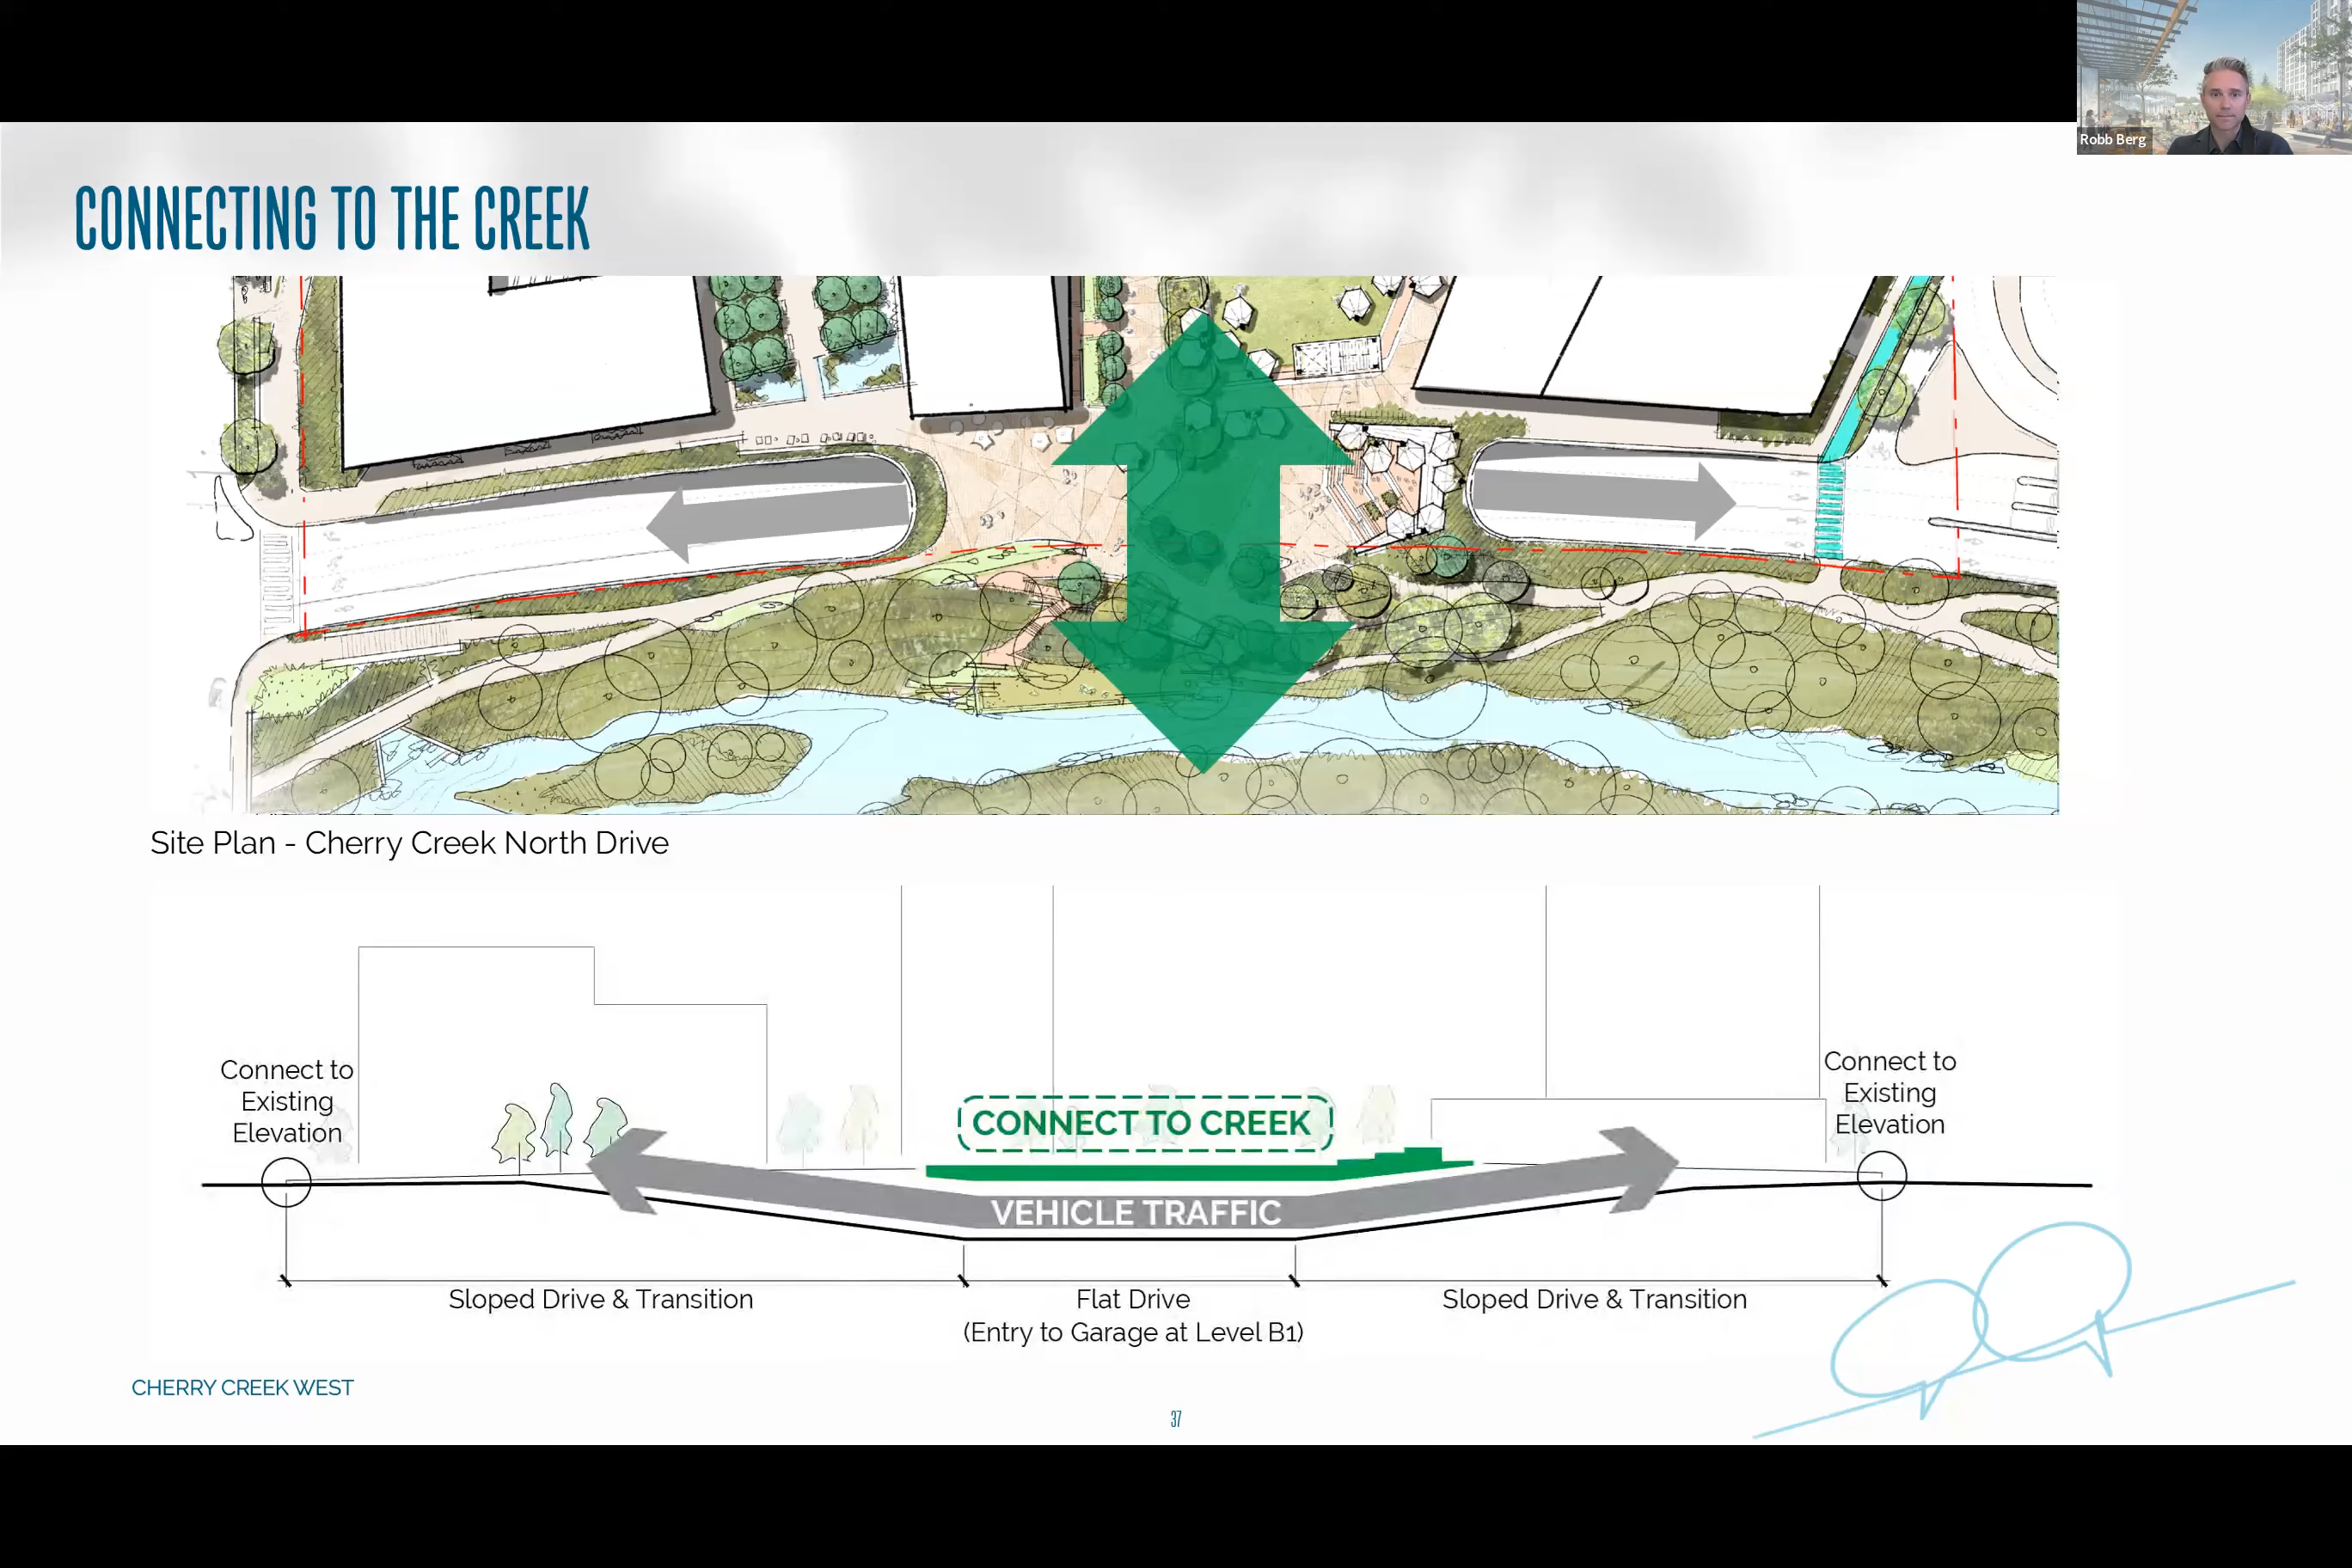 Robb Berg
CONNECTING TO THE CREEK
Site Plan - Cherry Creek North Drive
Connect to
Existing
Elevation
CONNECT TO CREEK
Connect to
Existing
Elevation
VEHICLE TRAFFIC
Sloped Drive & Transition
Flat Drive
(Entry to Garage at Level B1)
Sloped Drive & Transition
CHERRY CREEK WEST
37